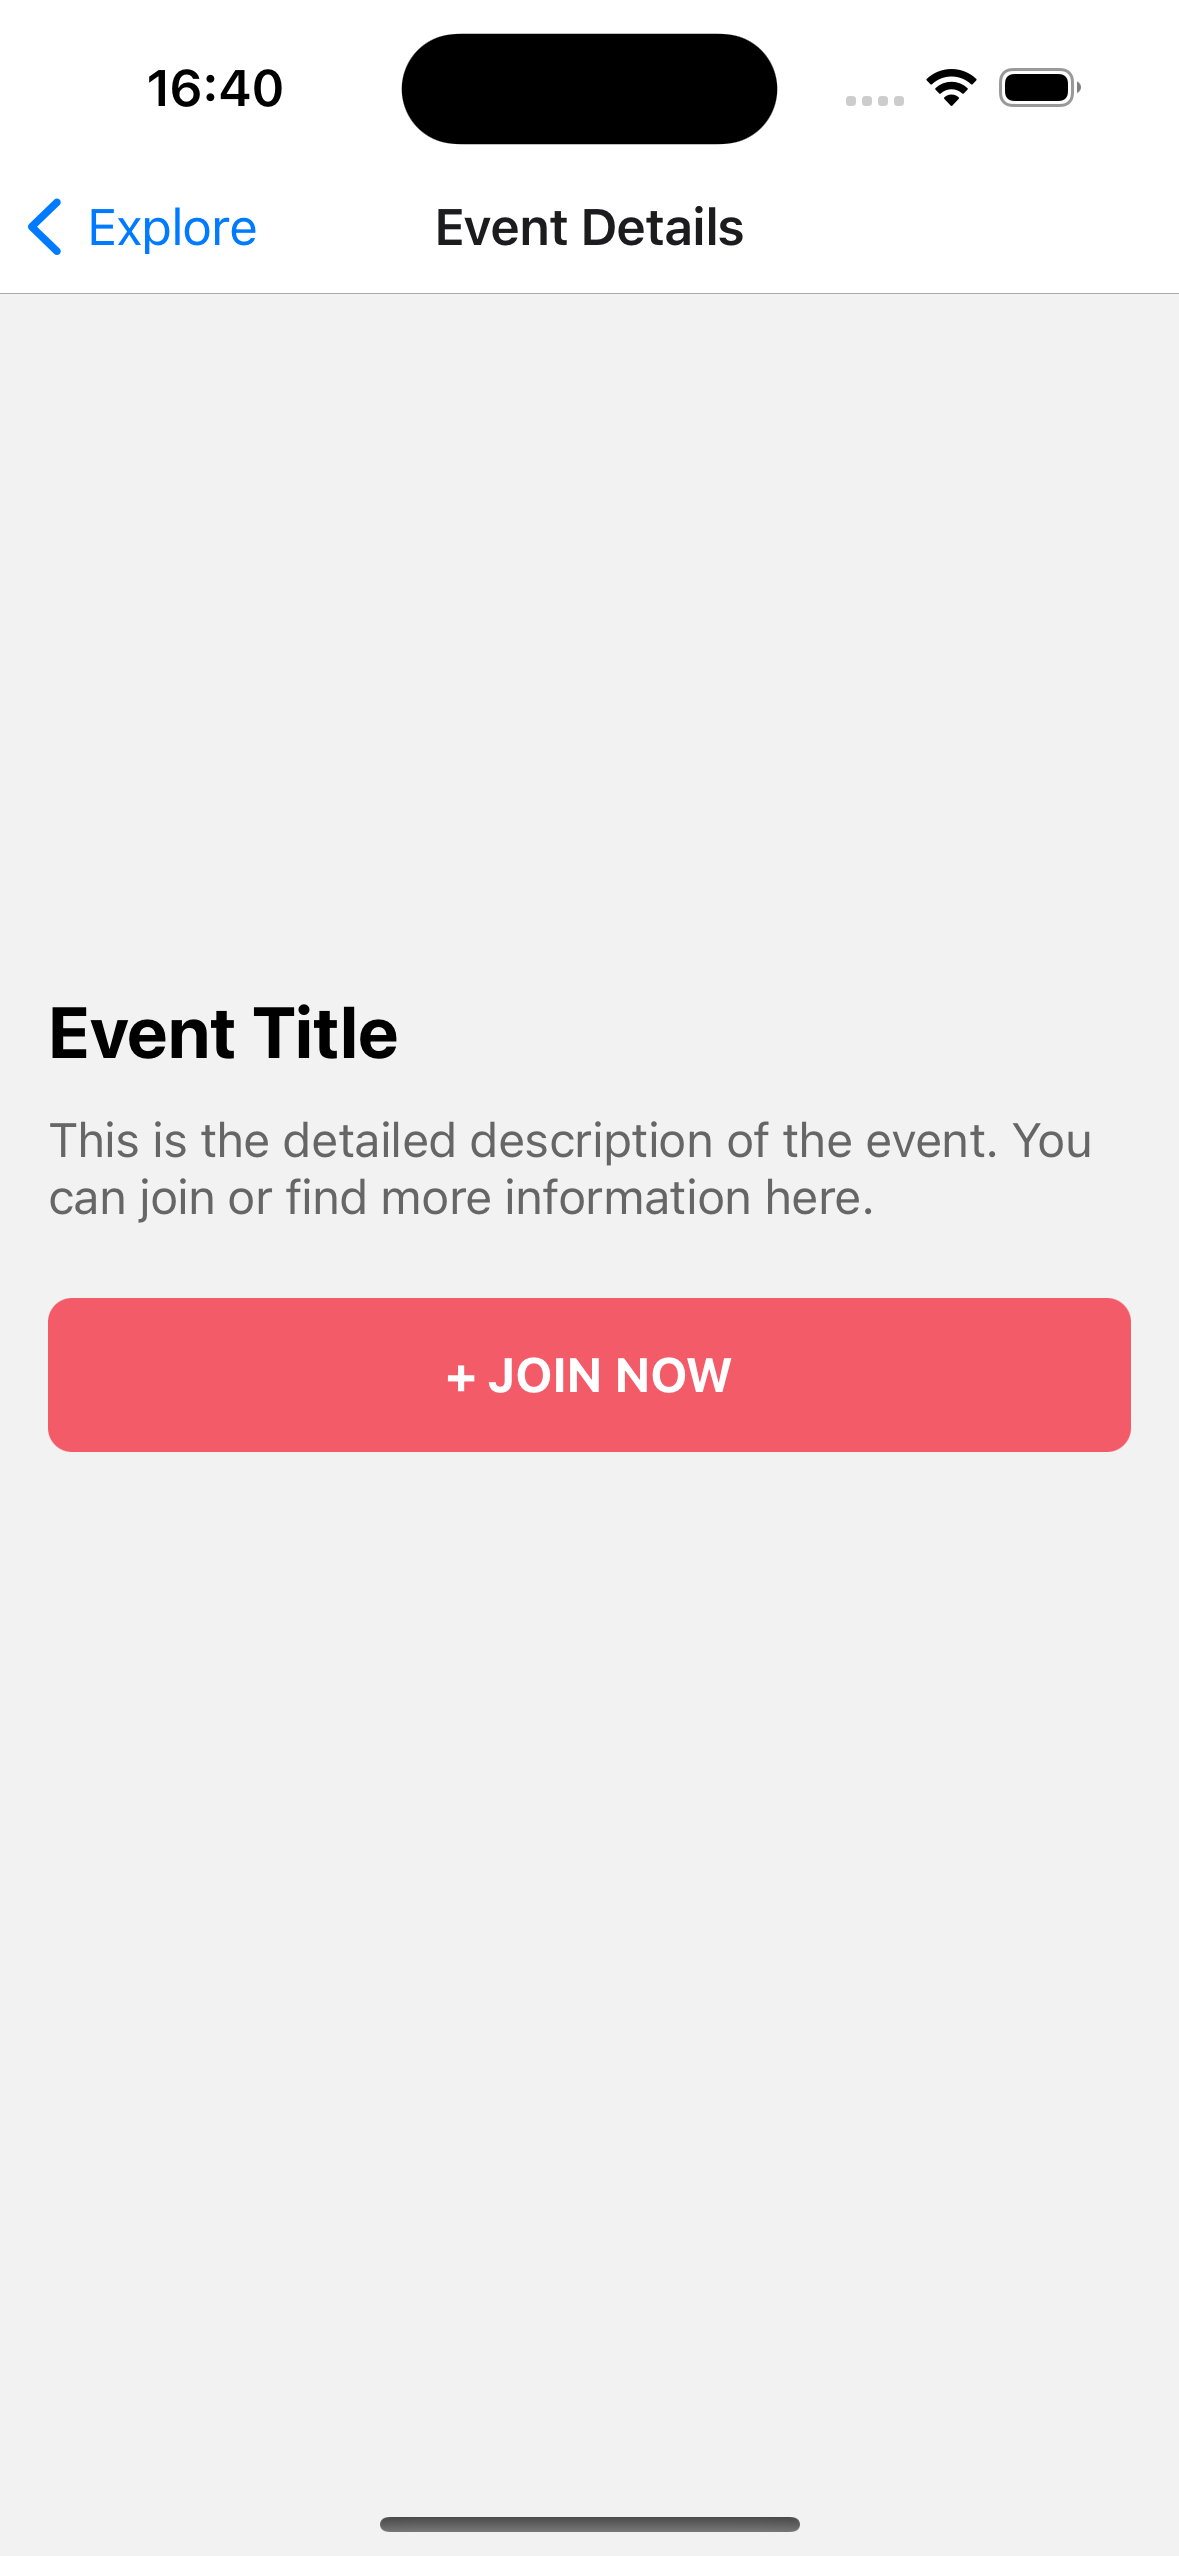 16:40
Explore
Event Details
Event Title
This is the detailed description of the event. You
can join or find more information here.
+ JOIN NOW